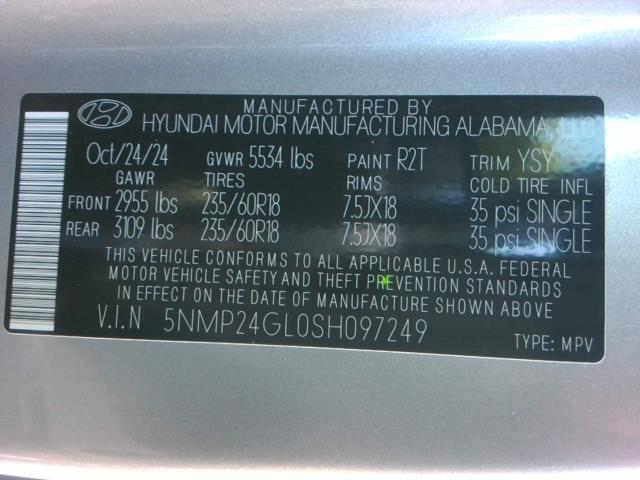 MANUFACTURED BY
HYUNDAI MOTOR MANUFACTURING ALABAMA, LLC
Oct/24/24 GVWR 5534 lbs PAINT R2T TRIM YSY
GAWR TIRES RIMS COLD TIRE INFL
FRONT 2955 lbs 235/60R18 7.5JX18 35 psi SINGLE
REAR 3109 lbs 235/60R18 7.5JX18 35 psi SINGLE
THIS VEHICLE CONFORMS TO ALL APPLICABLE U.S.A. FEDERAL
MOTOR VEHICLE SAFETY AND THEFT PREVENTION STANDARDS
IN EFFECT ON THE DATE OF MANUFACTURE SHOWN ABOVE
V.I.N 5NMP24GL0SH097249
TYPE: MPV